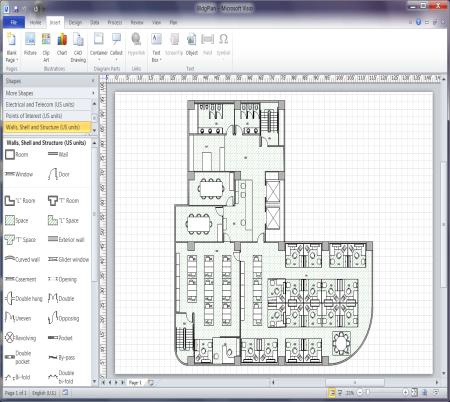 BldgPlan - Microsoft Visio
File Home Insert Design Data Process Review View Plan
Blank Page Picture Clip Art Chart CAD Drawing Container Callout Hyperlink Text Box Screentip Object Field Symbol
Pages Illustrations Diagram Parts Links Text
Shapes
More Shapes
Electrical and Telecom (US units)
Points of Interest (US units)
Walls, Shell and Structure (US units)
Walls, Shell and Structure (US units)
Room Wall
Window Door
"L" Room "T" Room
Space "L" Space
"T" Space Exterior wall
Curved wall Glider window
Casement Opening
Double hung Double
Uneven Opposing
Revolving Pocket
Double pocket By-pass
Bi-fold Double bi-fold
Page-1
Page 1 of 1 English (U.S.)